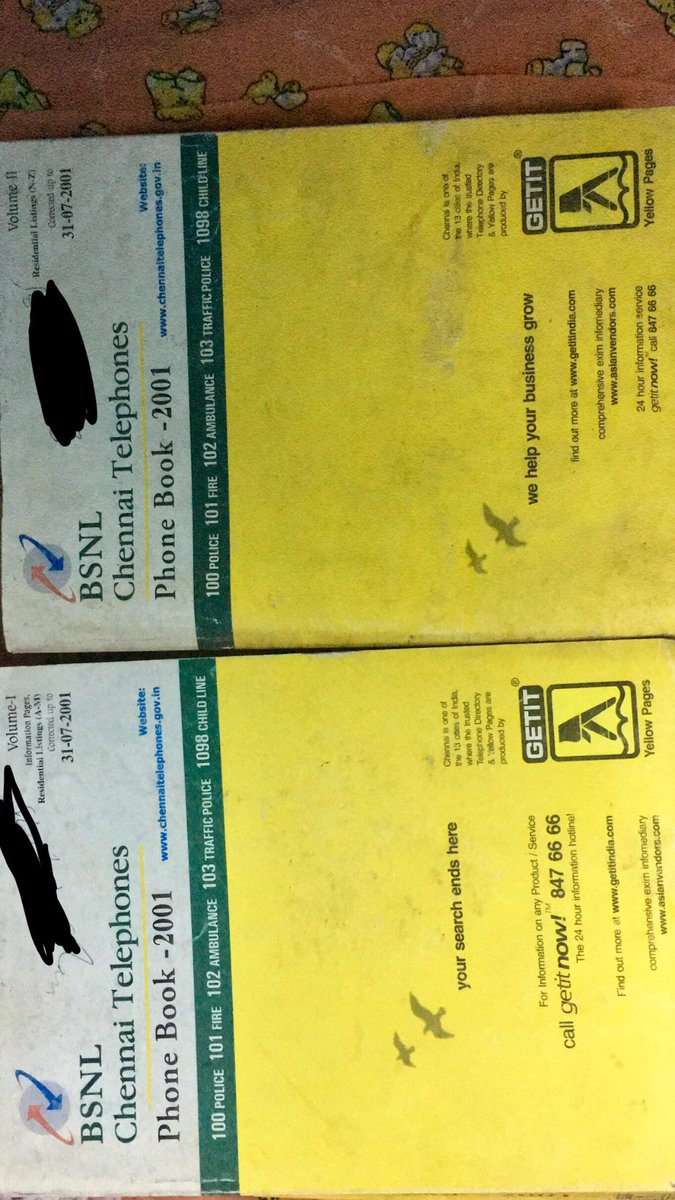 Volume II
Residential Listings (N-Z)
Corrected up to
31-07-2001
BSNL
Chennai Telephones
Phone Book - 2001
Website:
www.chennaitelephones.gov.in
100 POLICE 101 FIRE 102 AMBULANCE 103 TRAFFIC POLICE 1098 CHILD LINE
Chennai is one of
the 13 cities of India,
where the trusted
Telephone Directory
& Yellow Pages are
produced by
GETIT®
Yellow Pages
we help your business grow
find out more at www.getitindia.com
comprehensive exim infomediary
www.asianvendors.com
24 hour information service
getitnow!™ call 847 66 66
Volume-I
Information Pages,
Residential Listings (A-M)
Corrected up to
31-07-2001
BSNL
Chennai Telephones
Phone Book - 2001
Website:
www.chennaitelephones.gov.in
100 POLICE 101 FIRE 102 AMBULANCE 103 TRAFFIC POLICE 1098 CHILD LINE
Chennai is one of
the 13 cities of India,
where the trusted
Telephone Directory
& Yellow Pages are
produced by
GETIT®
Yellow Pages
your search ends here
For Information on any Product / Service
call getitnow!™ 847 66 66
The 24 hour information hotline!
Find out more at www.getitindia.com
comprehensive exim infomediary
www.asianvendors.com